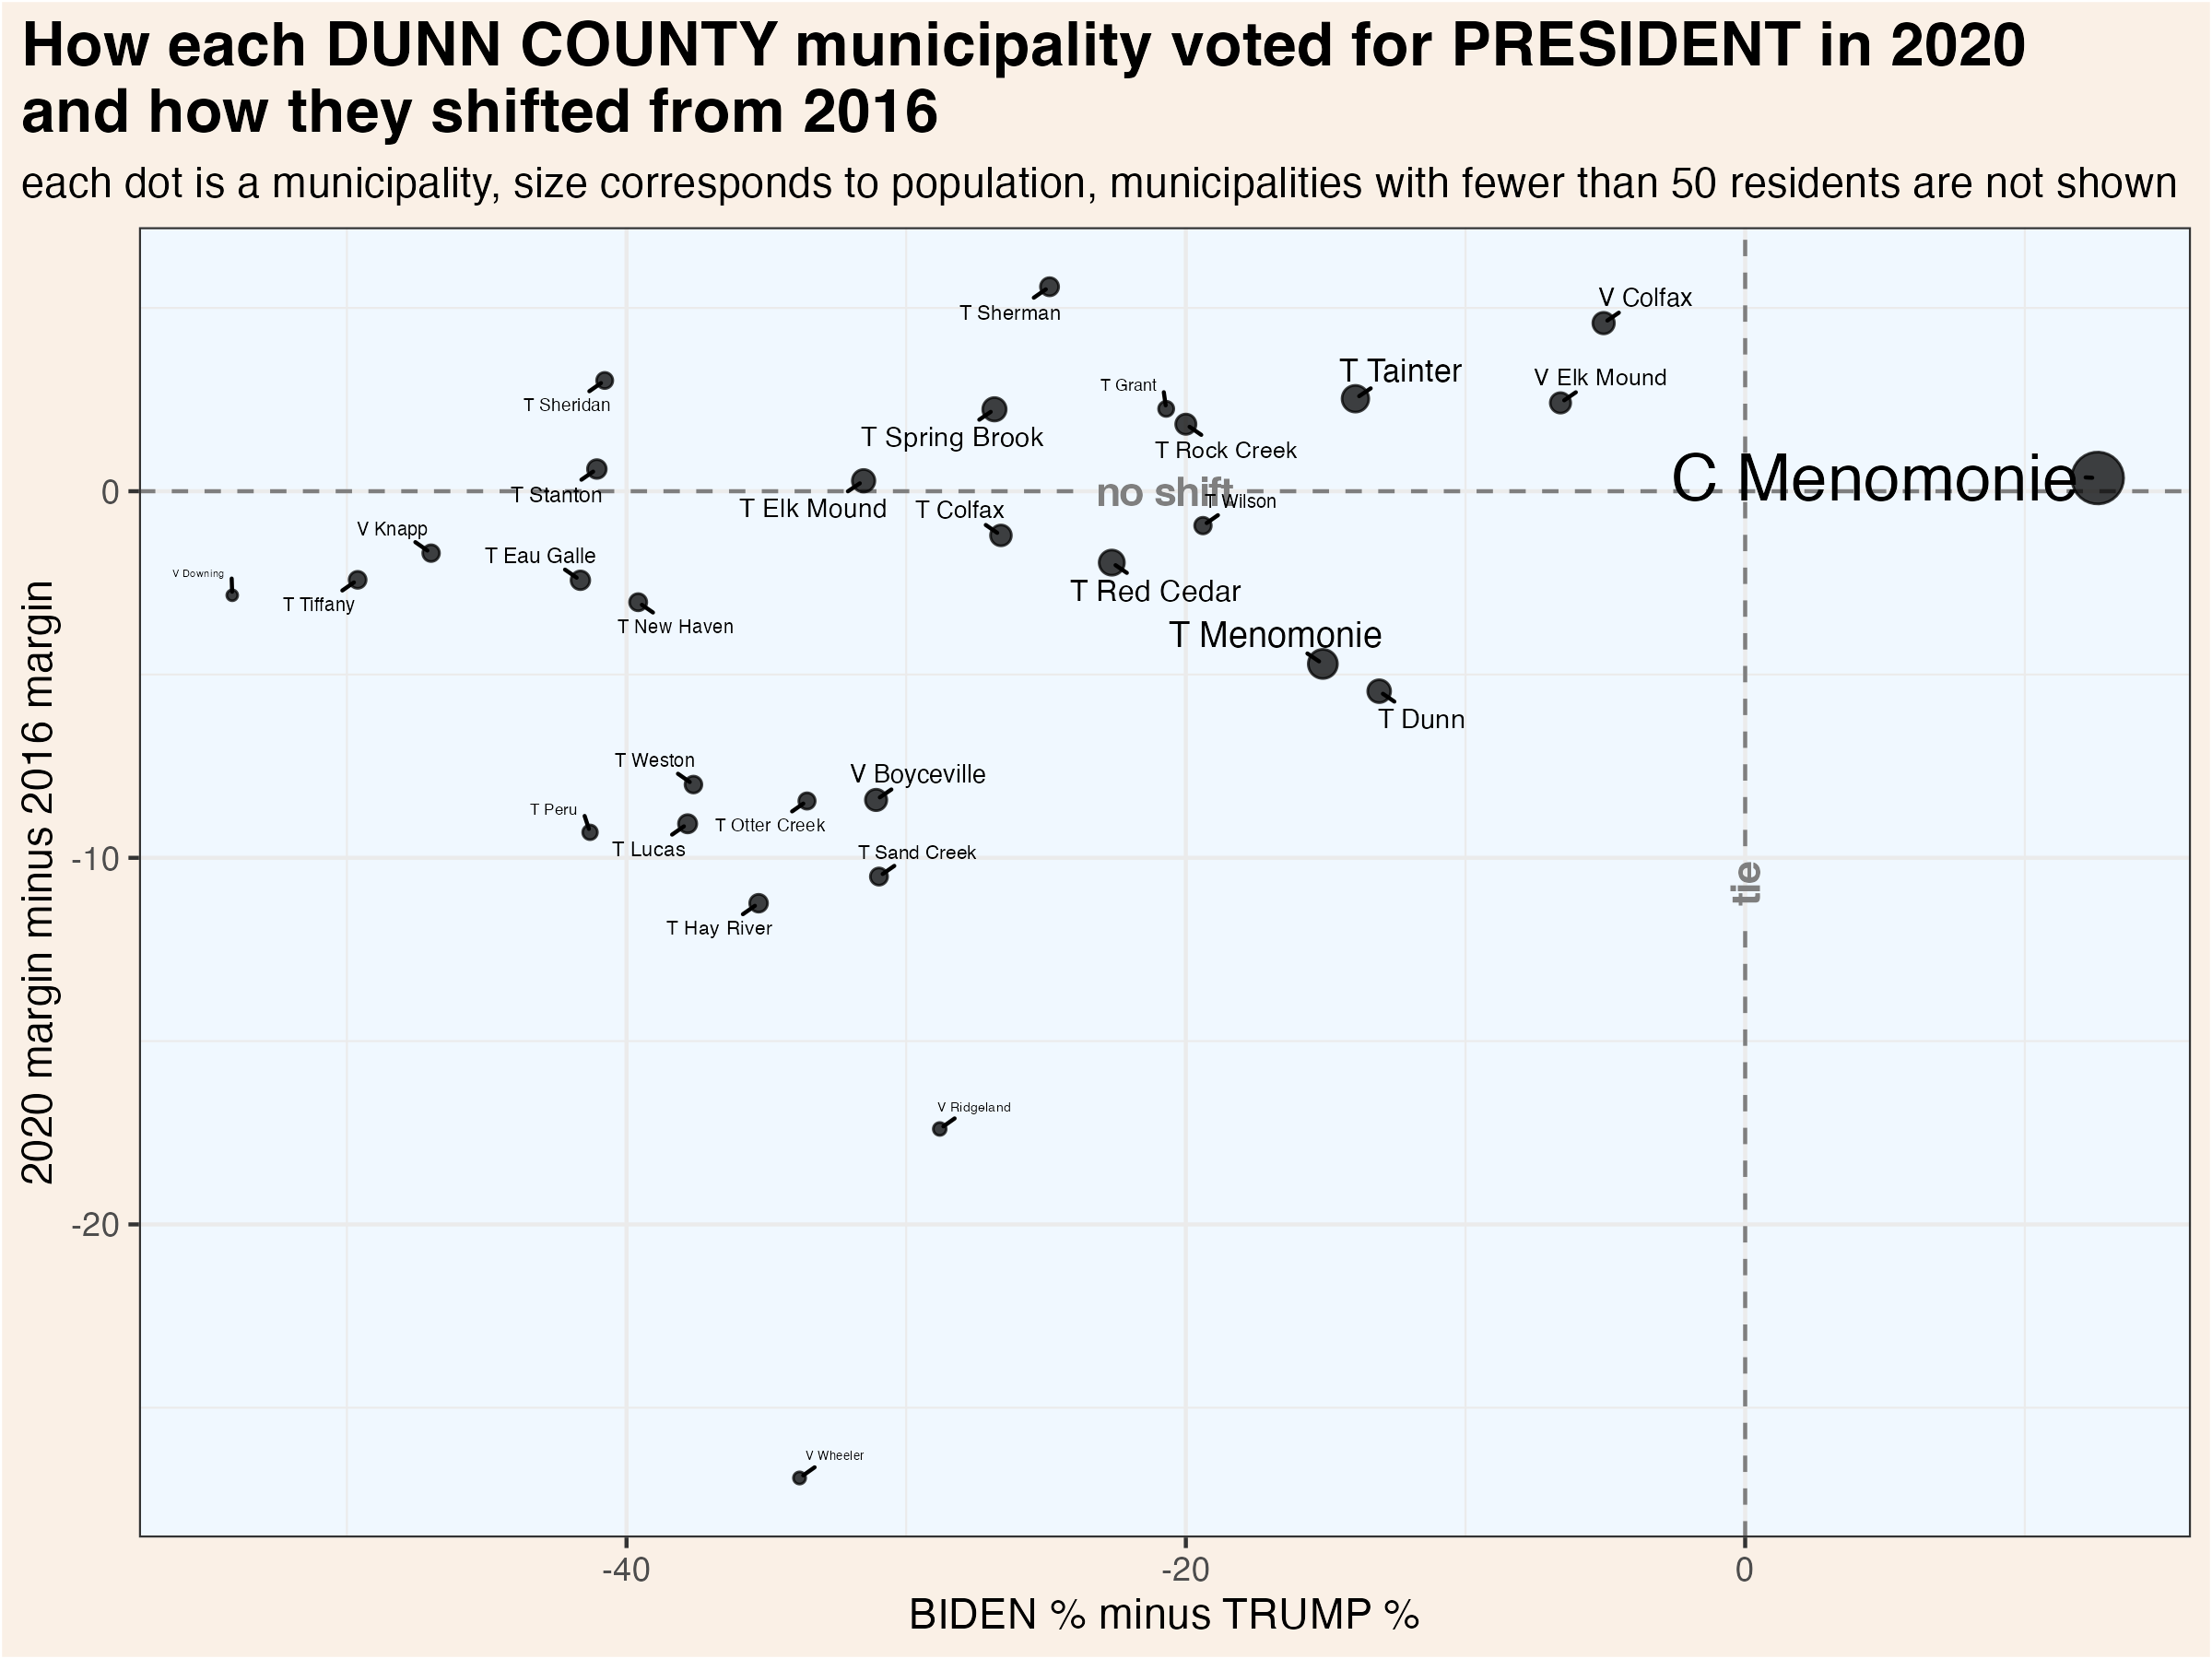 How each DUNN COUNTY municipality voted for PRESIDENT in 2020
and how they shifted from 2016
each dot is a municipality, size corresponds to population, municipalities with fewer than 50 residents are not shown
2020 margin minus 2016 margin
0
-10
-20
T Sherman
V Colfax
T Tainter
V Elk Mound
T Grant
T Sheridan
T Spring Brook
T Rock Creek
C Menomonie
T Stanton
no shift
T Wilson
T Elk Mound
T Colfax
V Knapp
T Eau Galle
V Downing
T Tiffany
T Red Cedar
T New Haven
T Menomonie
T Dunn
T Weston
V Boyceville
T Peru
T Otter Creek
T Lucas
T Sand Creek
tie
T Hay River
V Ridgeland
V Wheeler
-40
-20
0
BIDEN % minus TRUMP %